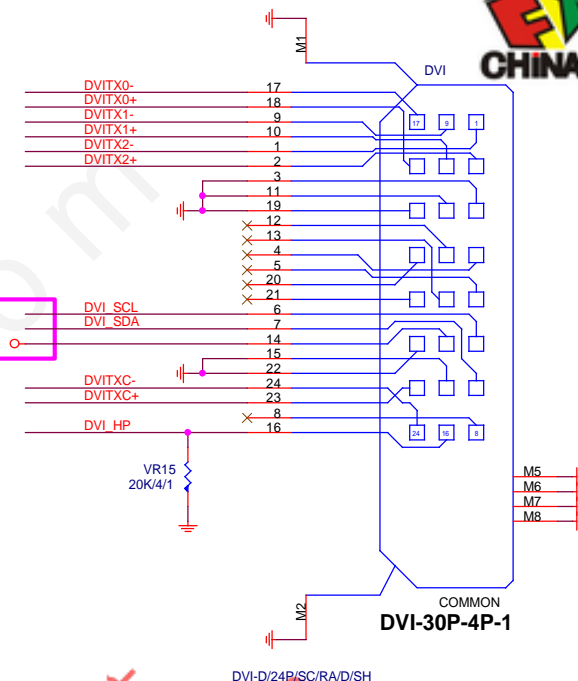 CHINA
M1
DVI
DVITX0- 17
DVITX0+ 18
DVITX1- 9
DVITX1+ 10
DVITX2- 1
DVITX2+ 2
3
11
19
12
13
4
5
20
21
DVI_SCL 6
DVI_SDA 7
14
15
22
DVITXC- 24
DVITXC+ 23
8
DVI_HP 16
17 9 1
24 16 8
VR15
20K/4/1
M5
M6
M7
M8
M2
COMMON
DVI-30P-4P-1
DVI-D/24P/SC/RA/D/SH
om